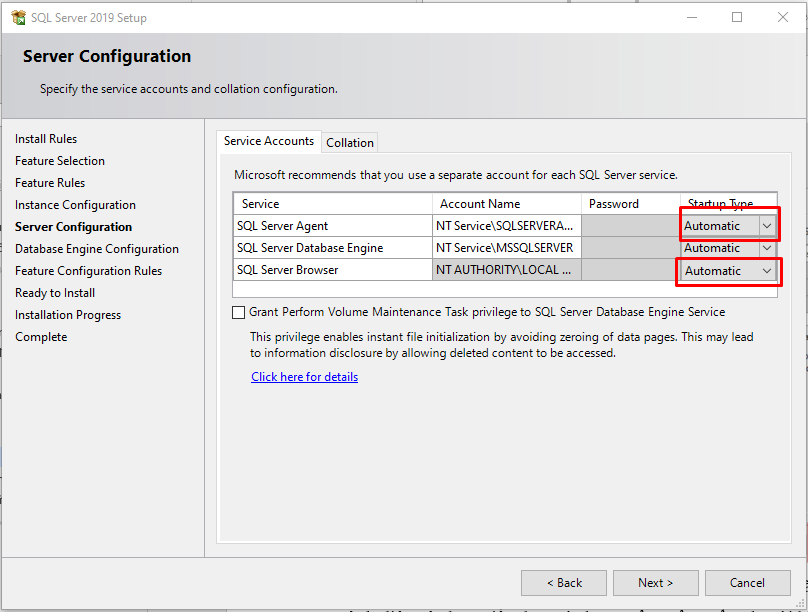 SQL Server 2019 Setup
Server Configuration
Specify the service accounts and collation configuration.
Install Rules
Feature Selection
Feature Rules
Instance Configuration
Server Configuration
Database Engine Configuration
Feature Configuration Rules
Ready to Install
Installation Progress
Complete
Service Accounts
Collation
Microsoft recommends that you use a separate account for each SQL Server service.
Service Account Name Password Startup Type
SQL Server Agent NT Service\SQLSERVERA... Automatic
SQL Server Database Engine NT Service\MSSQLSERVER Automatic
SQL Server Browser NT AUTHORITY\LOCAL ... Automatic
Grant Perform Volume Maintenance Task privilege to SQL Server Database Engine Service
This privilege enables instant file initialization by avoiding zeroing of data pages. This may lead
to information disclosure by allowing deleted content to be accessed.
Click here for details
< Back
Next >
Cancel